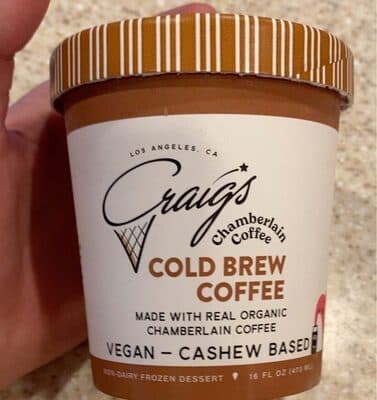 LOS ANGELES, CA
Craig's
Chamberlain
Coffee
COLD BREW
COFFEE
MADE WITH REAL ORGANIC
CHAMBERLAIN COFFEE
VEGAN – CASHEW BASED
NON-DAIRY FROZEN DESSERT 16 FL OZ (473 mL)